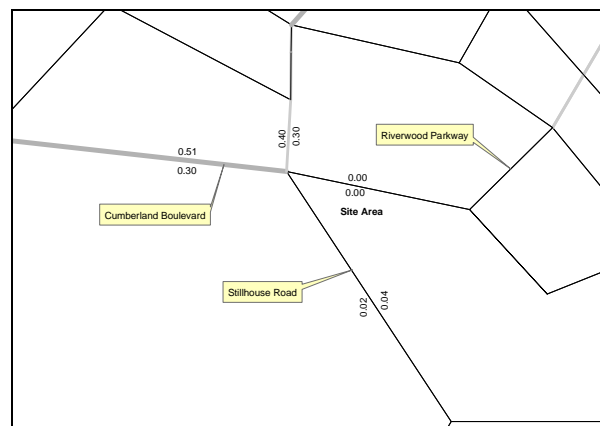 0.40
0.30
Riverwood Parkway
0.51
0.30
0.00
0.00
Cumberland Boulevard
Site Area
Stillhouse Road
0.02
0.04